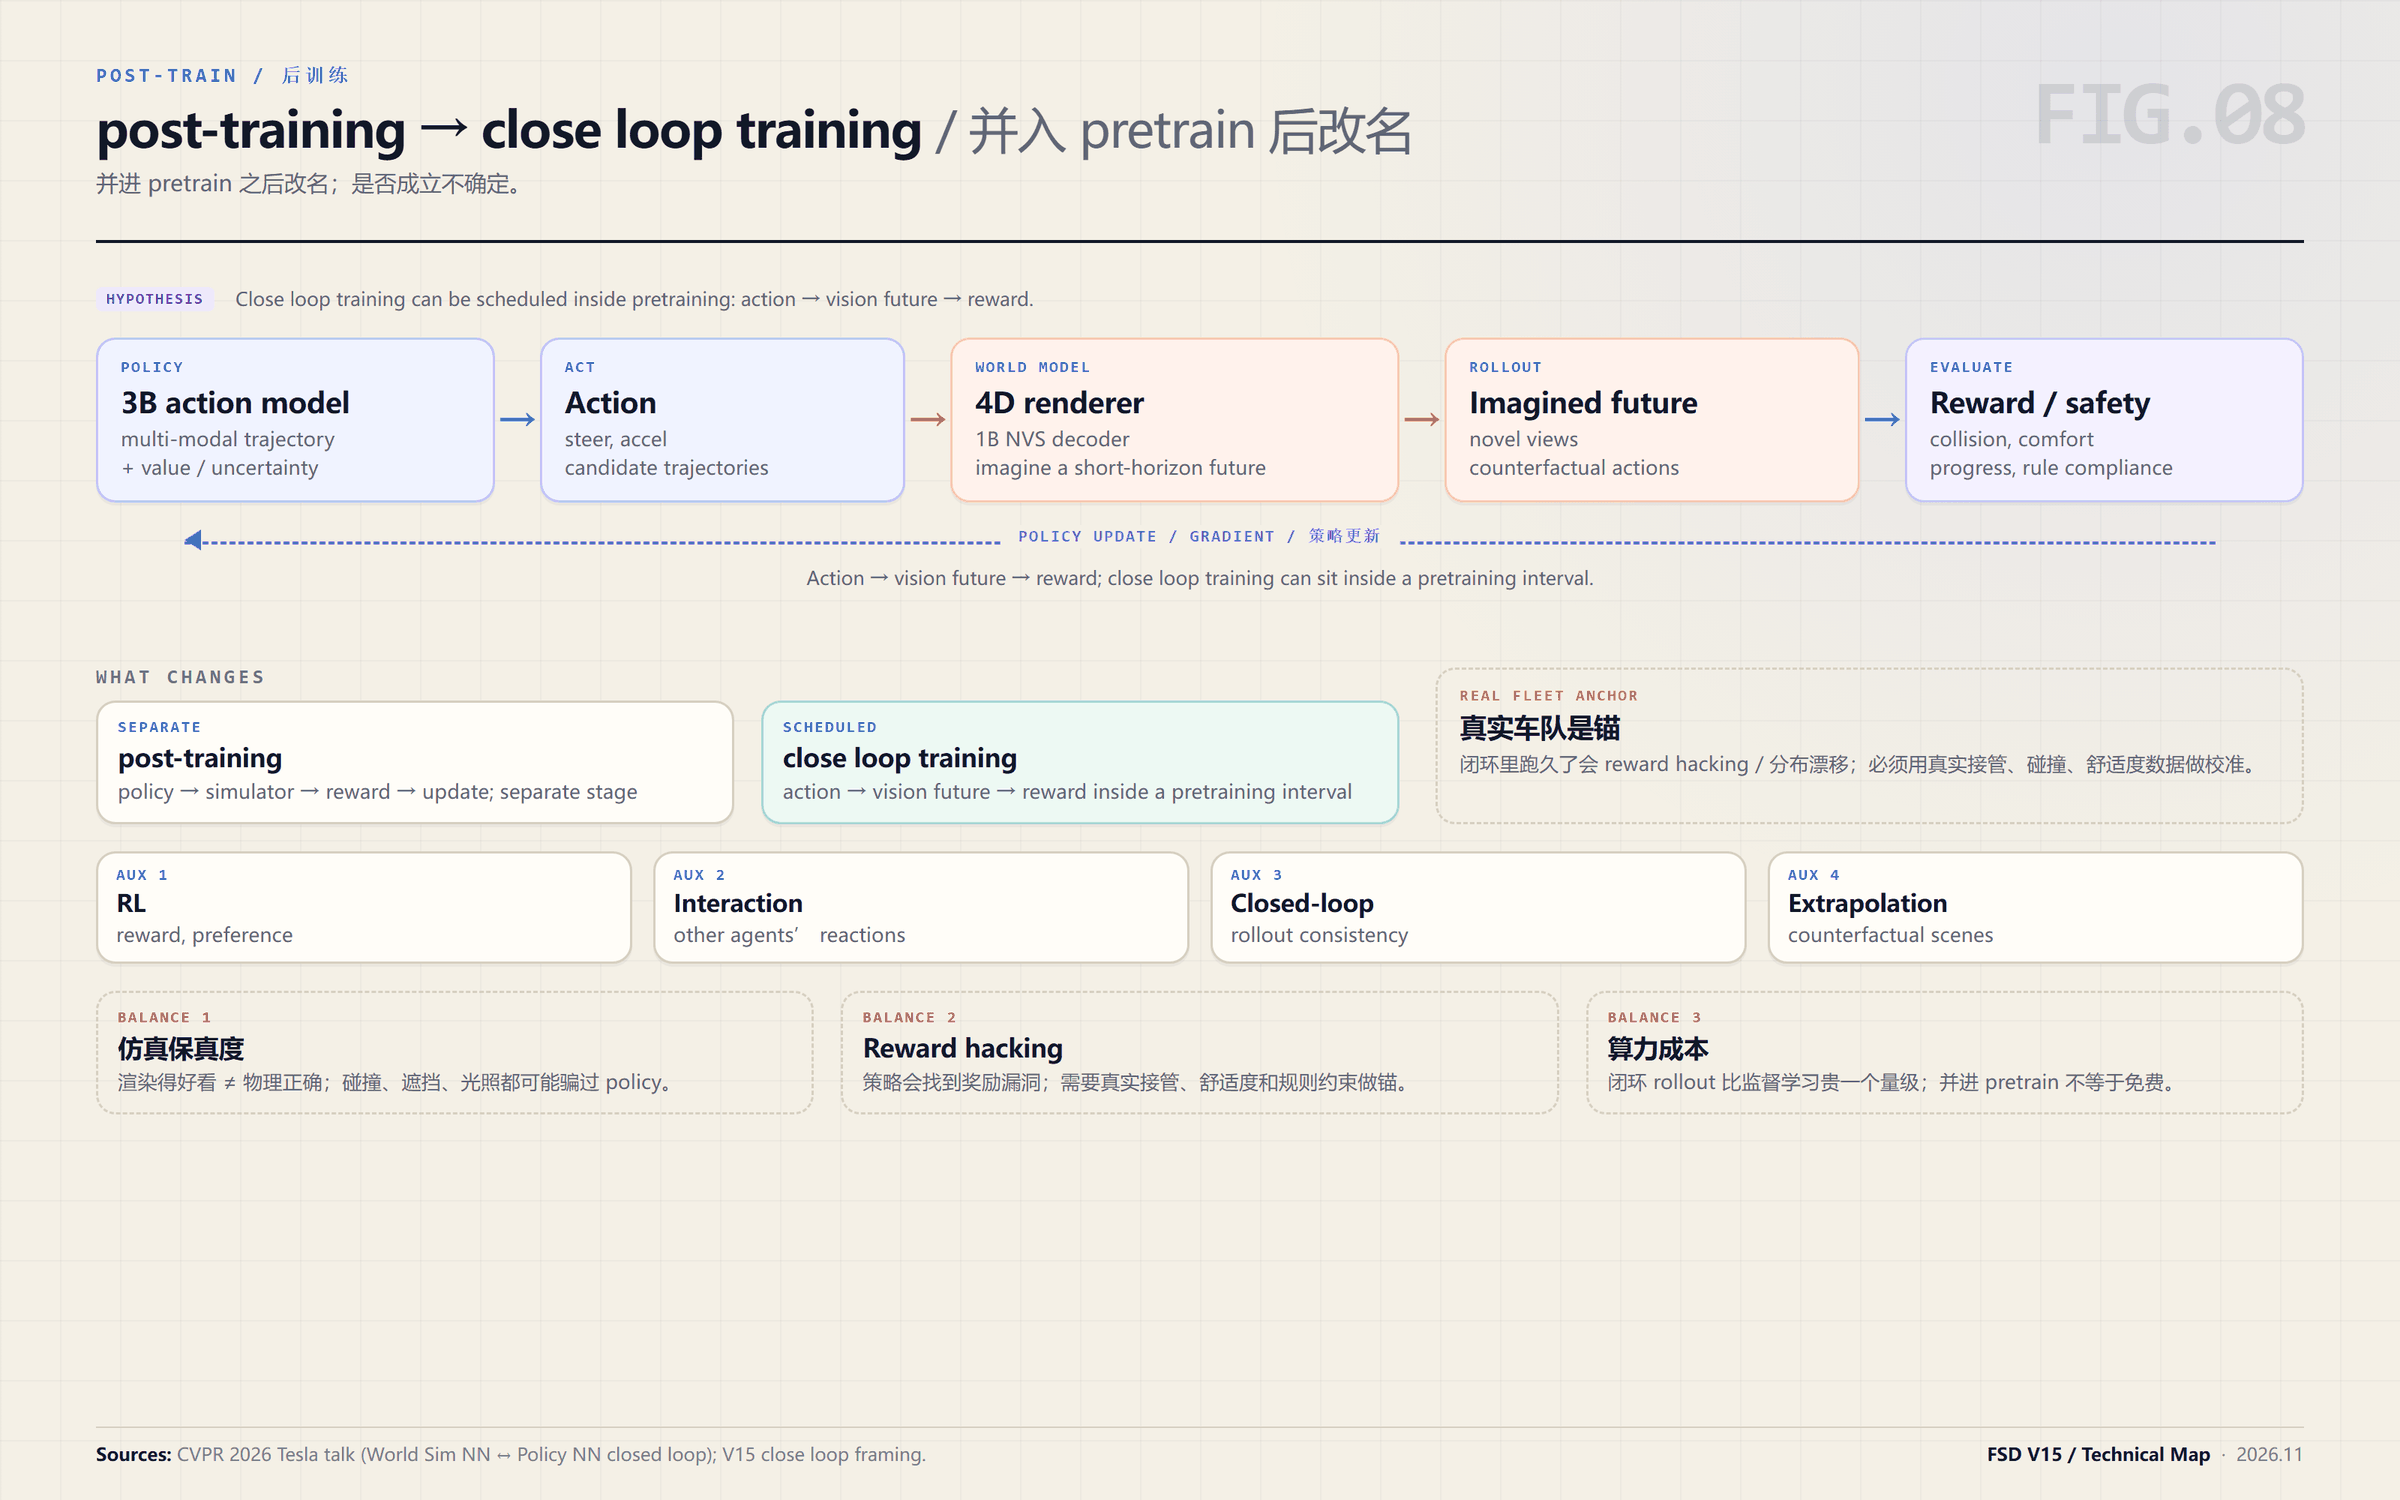 POST-TRAIN / 后训练
FIG.08
post-training → close loop training / 并入 pretrain 后改名
并进 pretrain 之后改名；是否成立不确定。
HYPOTHESIS Close loop training can be scheduled inside pretraining: action → vision future → reward.
POLICY
3B action model
multi-modal trajectory
+ value / uncertainty
→
ACT
Action
steer, accel
candidate trajectories
→
WORLD MODEL
4D renderer
1B NVS decoder
imagine a short-horizon future
→
ROLLOUT
Imagined future
novel views
counterfactual actions
→
EVALUATE
Reward / safety
collision, comfort
progress, rule compliance
POLICY UPDATE / GRADIENT / 策略更新
Action → vision future → reward; close loop training can sit inside a pretraining interval.
WHAT CHANGES
SEPARATE
post-training
policy → simulator → reward → update; separate stage
SCHEDULED
close loop training
action → vision future → reward inside a pretraining interval
REAL FLEET ANCHOR
真实车队是锚
闭环里跑久了会 reward hacking / 分布漂移；必须用真实接管、碰撞、舒适度数据做校准。
AUX 1
RL
reward, preference
AUX 2
Interaction
other agents’ reactions
AUX 3
Closed-loop
rollout consistency
AUX 4
Extrapolation
counterfactual scenes
BALANCE 1
仿真保真度
渲染得好看 ≠ 物理正确；碰撞、遮挡、光照都可能骗过 policy。
BALANCE 2
Reward hacking
策略会找到奖励漏洞；需要真实接管、舒适度和规则约束做锚。
BALANCE 3
算力成本
闭环 rollout 比监督学习贵一个量级；并进 pretrain 不等于免费。
Sources: CVPR 2026 Tesla talk (World Sim NN ↔ Policy NN closed loop); V15 close loop framing.
FSD V15 / Technical Map · 2026.11